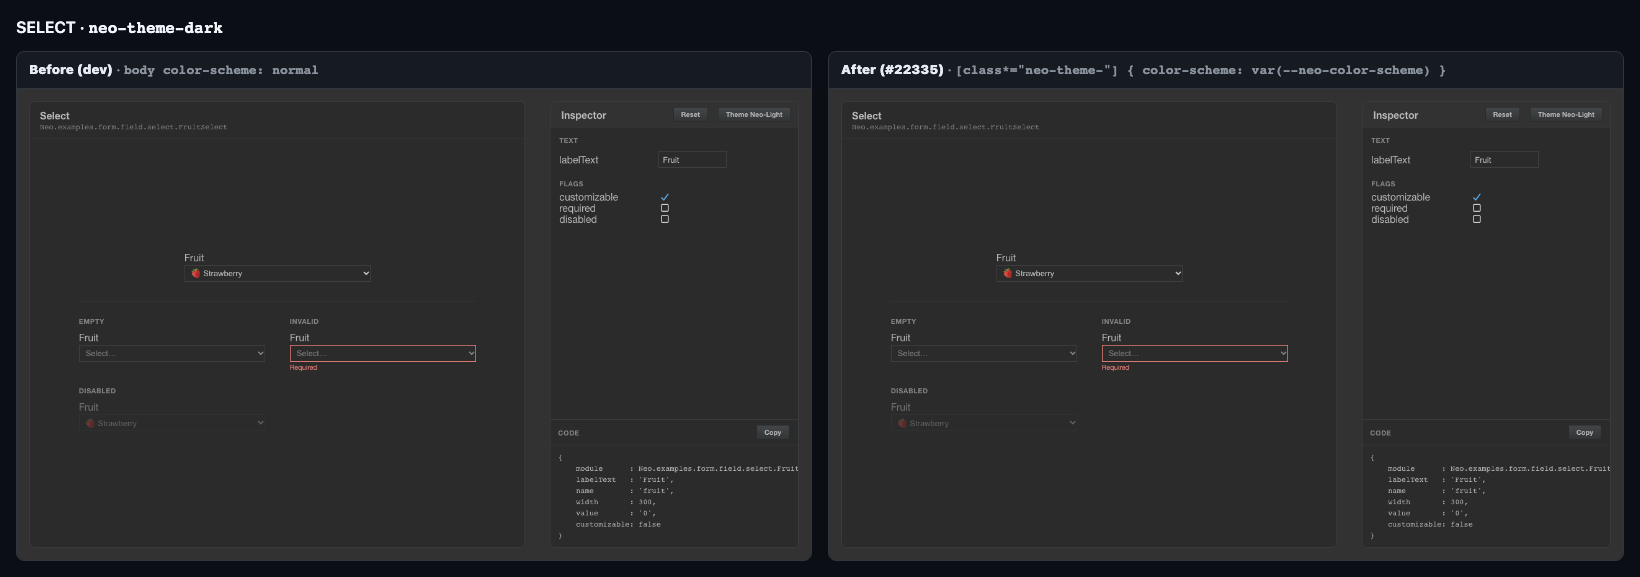 SELECT · neo-theme-dark
Before (dev) · body color-scheme: normal
Select
Neo.examples.form.field.select.FruitSelect
Fruit
Strawberry
EMPTY
Fruit
Select...
INVALID
Fruit
Select...
Required
DISABLED
Fruit
Strawberry
Inspector
Reset
Theme Neo-Light
TEXT
labelText
Fruit
FLAGS
customizable
required
disabled
CODE
Copy
{
module : Neo.examples.form.field.select.Fruit
labelText : 'Fruit',
name : 'fruit',
width : 300,
value : '0',
customizable: false
}
After (#22335) · [class*="neo-theme-"] { color-scheme: var(--neo-color-scheme) }
Select
Neo.examples.form.field.select.FruitSelect
Fruit
Strawberry
EMPTY
Fruit
Select...
INVALID
Fruit
Select...
Required
DISABLED
Fruit
Strawberry
Inspector
Reset
Theme Neo-Light
TEXT
labelText
Fruit
FLAGS
customizable
required
disabled
CODE
Copy
{
module : Neo.examples.form.field.select.Fruit
labelText : 'Fruit',
name : 'fruit',
width : 300,
value : '0',
customizable: false
}